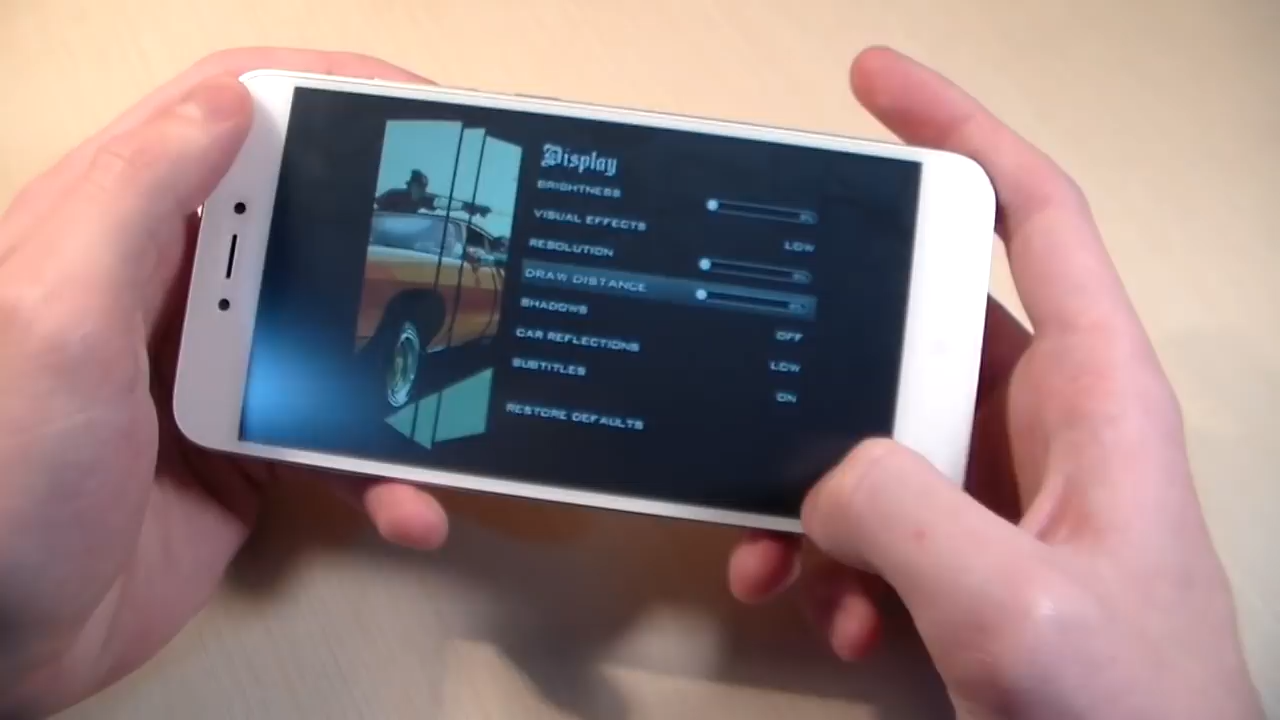 Display
BRIGHTNESS
VISUAL EFFECTS LOW
RESOLUTION
DRAW DISTANCE
SHADOWS OFF
CAR REFLECTIONS LOW
SUBTITLES ON
RESTORE DEFAULTS